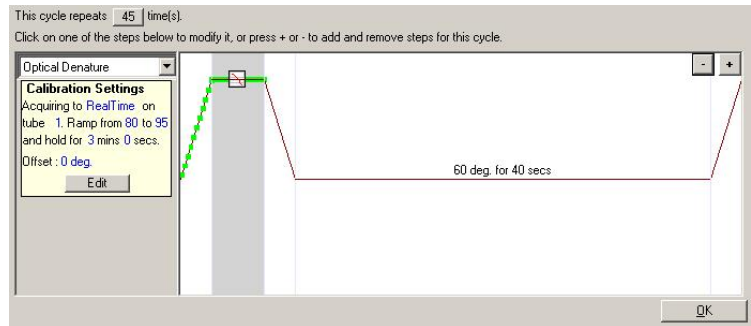 This cycle repeats 45 time(s).
Click on one of the steps below to modify it, or press + or - to add and remove steps for this cycle.
Optical Denature
- +
Calibration Settings
Acquiring to RealTime on
tube 1. Ramp from 80 to 95
and hold for 3 mins 0 secs.
Offset : 0 deg.
Edit
60 deg. for 40 secs
OK